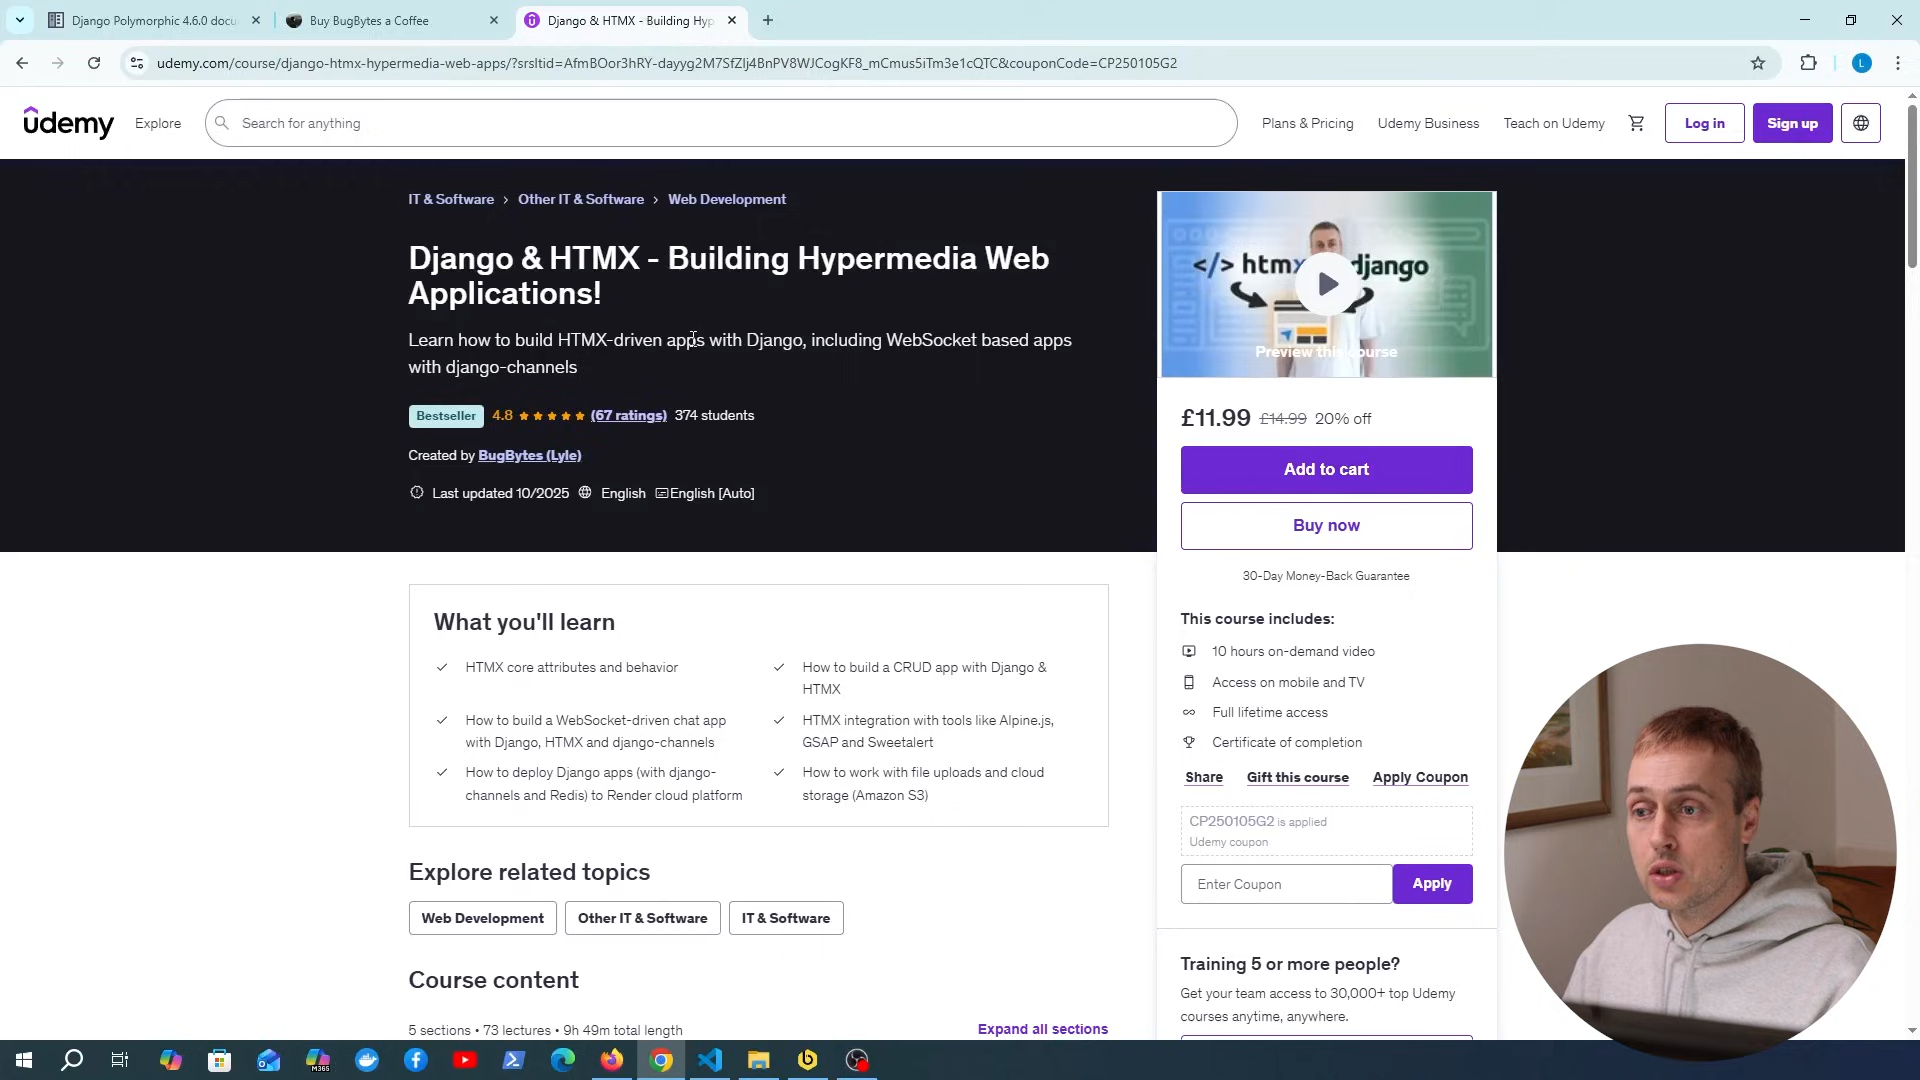 Django Polymorphic 4.6.0 docu
Buy BugBytes a Coffee
Django & HTMX - Building Hyp
udemy.com/course/django-htmx-hypermedia-web-apps/?srsltid=AfmBOor3hRY-dayyg2M7SfZlj4BnPV8WJCogKF8_mCmus5iTm3e1cQTC&couponCode=CP250105G2
L
udemy
Explore
Search for anything
Plans & Pricing
Udemy Business
Teach on Udemy
Log in
Sign up
IT & Software > Other IT & Software > Web Development
Django & HTMX - Building Hypermedia Web
Applications!
Learn how to build HTMX-driven apps with Django, including WebSocket based apps
with django-channels
Bestseller 4.8 (67 ratings) 374 students
Created by BugBytes (Lyle)
Last updated 10/2025 English English [Auto]
</> htmx django
Preview this course
£11.99 £14.99 20% off
Add to cart
Buy now
30-Day Money-Back Guarantee
This course includes:
10 hours on-demand video
Access on mobile and TV
Full lifetime access
Certificate of completion
Share Gift this course Apply Coupon
CP250105G2 is applied
Udemy coupon
Enter Coupon
Apply
Training 5 or more people?
Get your team access to 30,000+ top Udemy
courses anytime, anywhere.
What you'll learn
HTMX core attributes and behavior
How to build a CRUD app with Django &
HTMX
How to build a WebSocket-driven chat app
with Django, HTMX and django-channels
HTMX integration with tools like Alpine.js,
GSAP and Sweetalert
How to deploy Django apps (with django-
channels and Redis) to Render cloud platform
How to work with file uploads and cloud
storage (Amazon S3)
Explore related topics
Web Development
Other IT & Software
IT & Software
Course content
5 sections • 73 lectures • 9h 49m total length
Expand all sections
M365